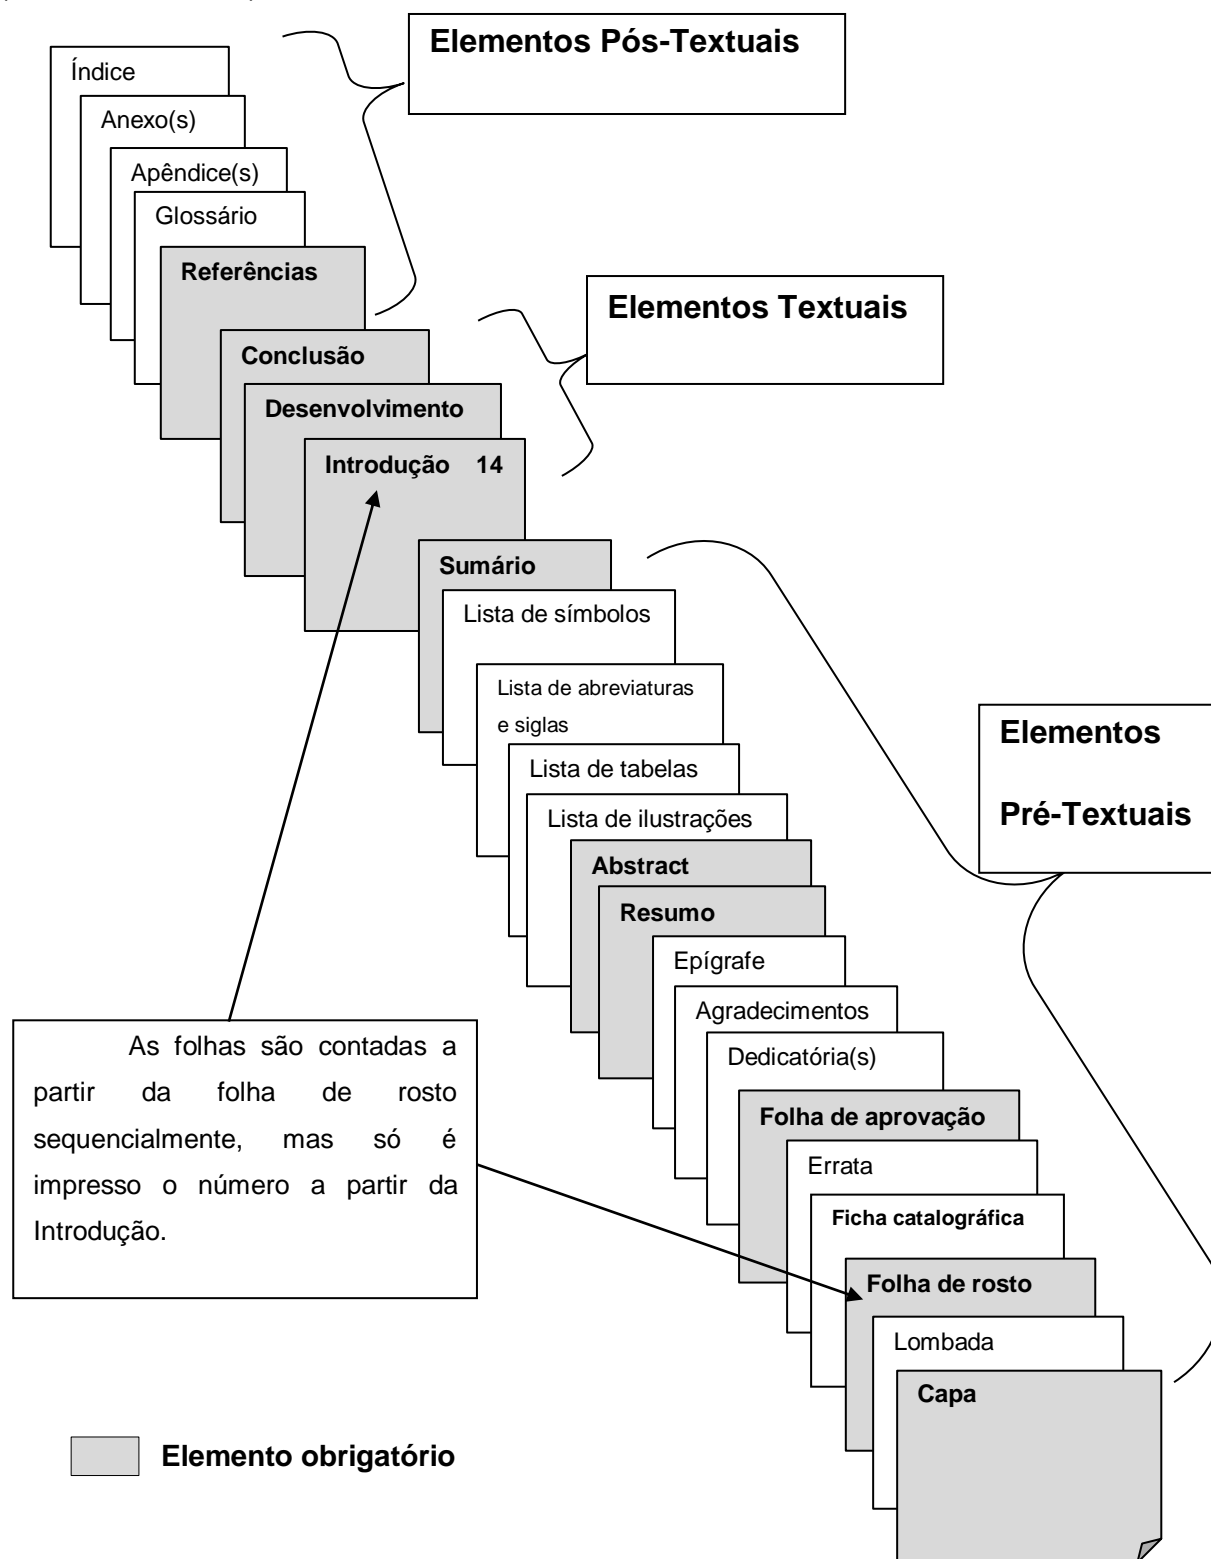 Elementos Pós-Textuais
Índice
Anexo(s)
Apêndice(s)
Glossário
Referências
Elementos Textuais
Conclusão
Desenvolvimento
Introdução 14
Sumário
Lista de símbolos
Lista de abreviaturas
e siglas
Elementos
Pré-Textuais
Lista de tabelas
Lista de ilustrações
Abstract
Resumo
Epígrafe
Agradecimentos
Dedicatória(s)
Folha de aprovação
Errata
Ficha catalográfica
Folha de rosto
Lombada
Capa
As folhas são contadas a
partir da folha de rosto
sequencialmente, mas só é
impresso o número a partir da
Introdução.
Elemento obrigatório